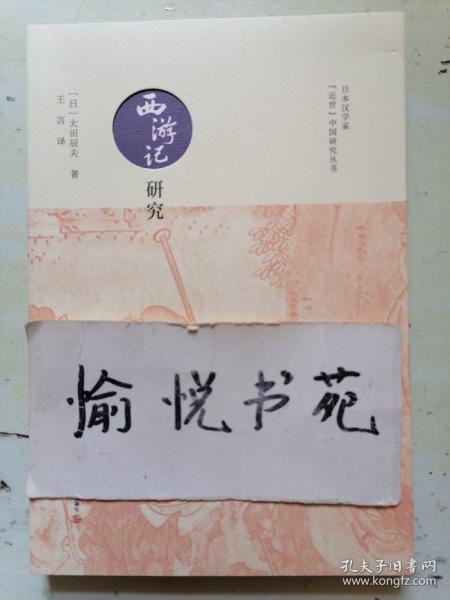 日本汉学家
『近世』中国研究丛书
西游记
研究
［日］太田辰夫 著
王言 译
愉悦书苑
孔夫子旧书网
www.kongfz.com